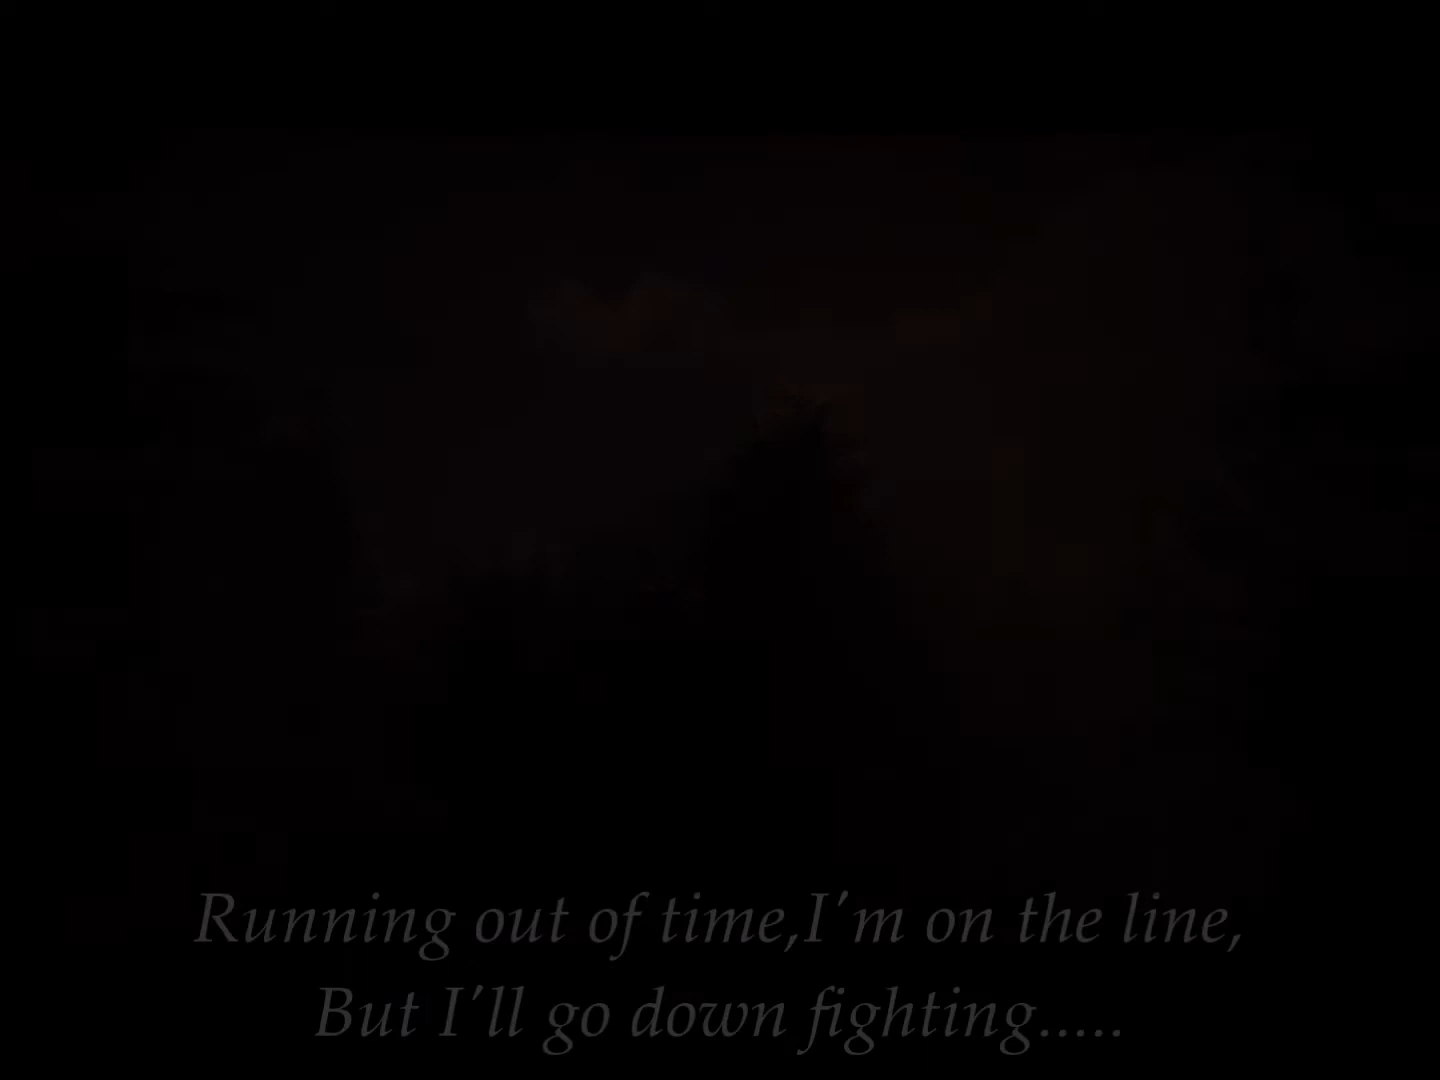 Running out of time,I'm on the line,
But I'll go down fighting.....